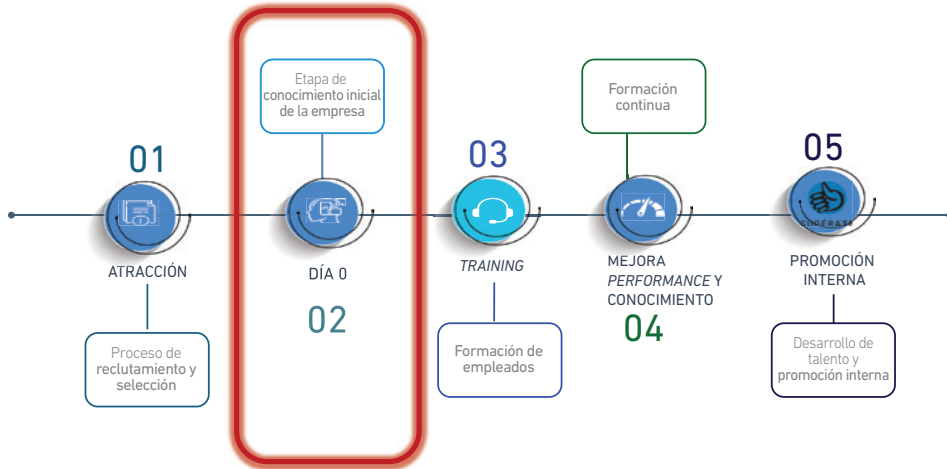 01
ATRACCIÓN
Proceso de
reclutamiento y
selección
Etapa de
conocimiento inicial
de la empresa
DÍA 0
02
03
TRAINING
Formación de
empleados
Formación
continua
MEJORA
PERFORMANCE Y
CONOCIMIENTO
04
05
SUPÉRATE
PROMOCIÓN
INTERNA
Desarrollo de
talento y
promoción interna